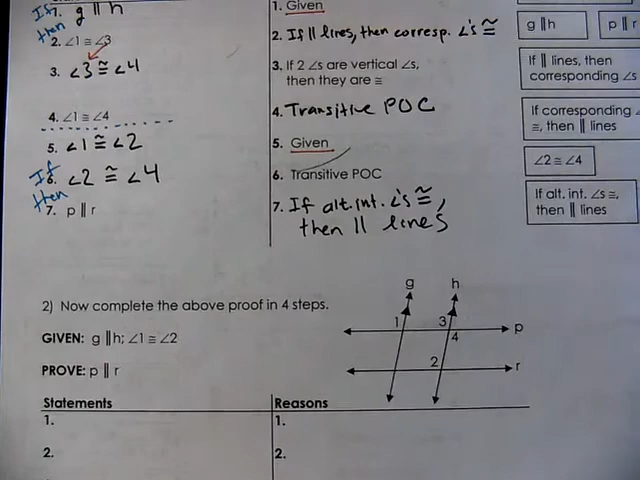 If 1. g ∥ h
then
1. Given
2. ∠1 ≅ ∠3
2. If ∥ lines, then corresp. ∠'s ≅
3. ∠3 ≅ ∠4
3. If 2 ∠s are vertical ∠s,
then they are ≅
4. ∠1 ≅ ∠4
4. Transitive POC
5. ∠1 ≅ ∠2
5. Given
If 6. ∠2 ≅ ∠4
6. Transitive POC
then
7. p ∥ r
7. If alt. int. ∠'s ≅,
then ∥ lines
g ∥ h
p ∥ r
If ∥ lines, then
corresponding ∠s
If corresponding
≅, then ∥ lines
∠2 ≅ ∠4
If alt. int. ∠s ≅,
then ∥ lines
2) Now complete the above proof in 4 steps.
GIVEN: g ∥ h; ∠1 ≅ ∠2
PROVE: p ∥ r
g h
1 3 p
4
2 r
Statements Reasons
1. 1.
2. 2.